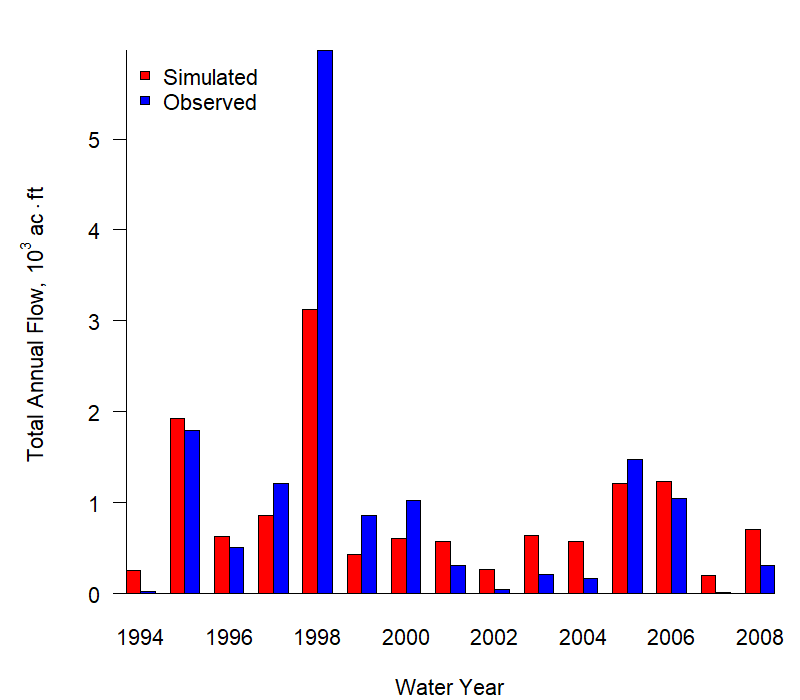 Simulated
Observed
5
4
3
2
1
0
Total Annual Flow, 10³ ac · ft
1994 1996 1998 2000 2002 2004 2006 2008
Water Year